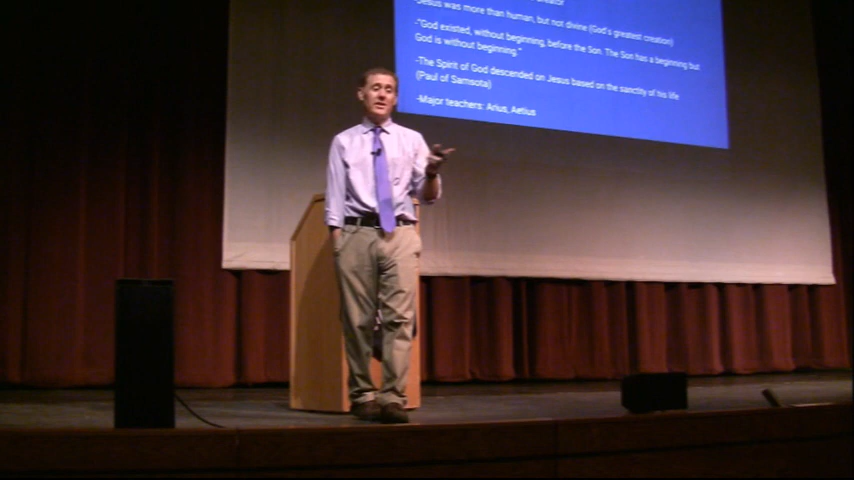 Creator
-Jesus was more than human, but not divine (God's greatest creation)
-"God existed, without beginning, before the Son. The Son has a beginning but
God is without beginning."
-The Spirit of God descended on Jesus based on the sanctity of his life
(Paul of Samsota)
-Major teachers: Arius, Aetius